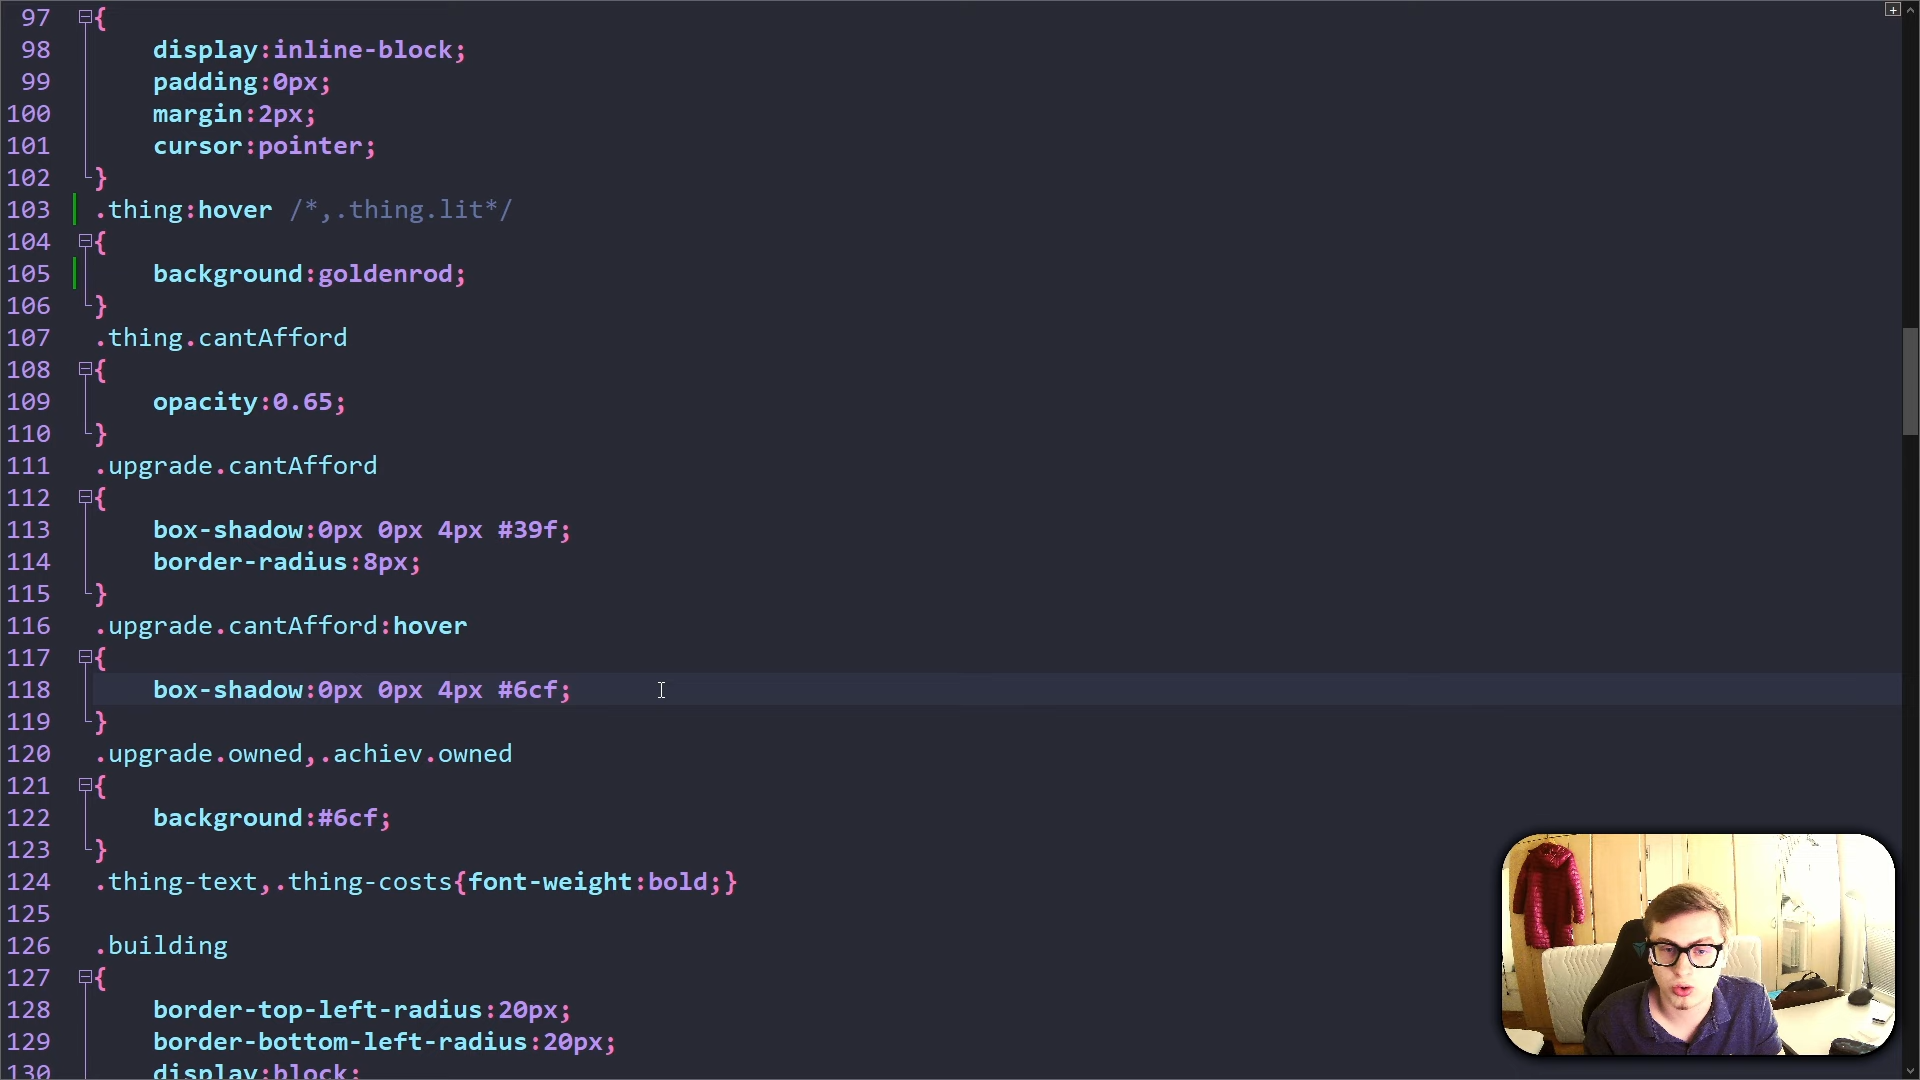 97 {
98 display:inline-block;
99 padding:0px;
100 margin:2px;
101 cursor:pointer;
102 }
103 .thing:hover /*,.thing.lit*/
104 {
105 background:goldenrod;
106 }
107 .thing.cantAfford
108 {
109 opacity:0.65;
110 }
111 .upgrade.cantAfford
112 {
113 box-shadow:0px 0px 4px #39f;
114 border-radius:8px;
115 }
116 .upgrade.cantAfford:hover
117 {
118 box-shadow:0px 0px 4px #6cf;
119 }
120 .upgrade.owned,.achiev.owned
121 {
122 background:#6cf;
123 }
124 .thing-text,.thing-costs{font-weight:bold;}
125
126 .building
127 {
128 border-top-left-radius:20px;
129 border-bottom-left-radius:20px;
130 display:block;